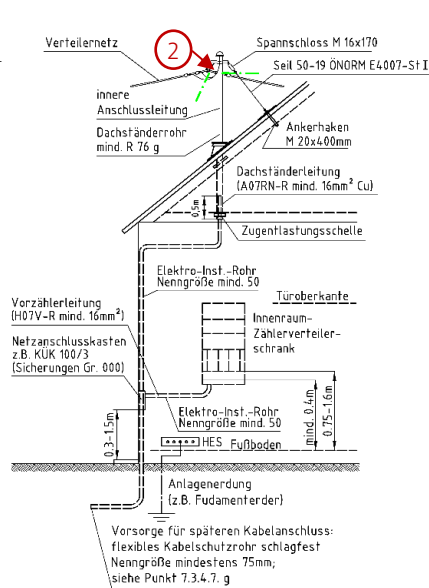 Verteilernetz
2
Spannschloss M 16x170
Seil 50-19 ÖNORM E4007-St I
innere
Anschlussleitung
Dachständerrohr
mind. R 76 g
Ankerhaken
M 20x400mm
Dachständerleitung
(A07RN-R mind. 16mm² Cu)
0,5m
Zugentlastungsschelle
Elektro-Inst.-Rohr
Nenngröße mind. 50
Türoberkante
Vorzählerleitung
(H07V-R mind. 16mm²)
Innenraum-
Zählerverteiler-
schrank
Netzanschlusskasten
z.B. KÜK 100/3
(Sicherungen Gr. 000)
Elektro-Inst.-Rohr
Nenngröße mind. 50
0.3-1.5m
mind. 0.4m
0.75-1.6m
HES
Fußboden
Anlagenerdung
(z.B. Fudamenterder)
Vorsorge für späteren Kabelanschluss:
flexibles Kabelschutzrohr schlagfest
Nenngröße mindestens 75mm;
siehe Punkt 7.3.4.7. g